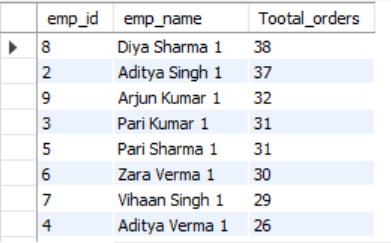 emp_id emp_name Tootal_orders
8 Diya Sharma 1 38
2 Aditya Singh 1 37
9 Arjun Kumar 1 32
3 Pari Kumar 1 31
5 Pari Sharma 1 31
6 Zara Verma 1 30
7 Vihaan Singh 1 29
4 Aditya Verma 1 26